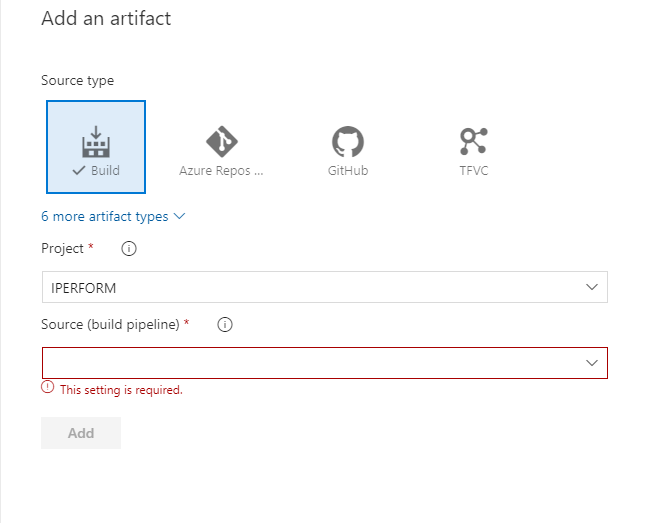 Add an artifact
Source type
Build
Azure Repos ...
GitHub
TFVC
6 more artifact types
Project *
IPERFORM
Source (build pipeline) *
This setting is required.
Add